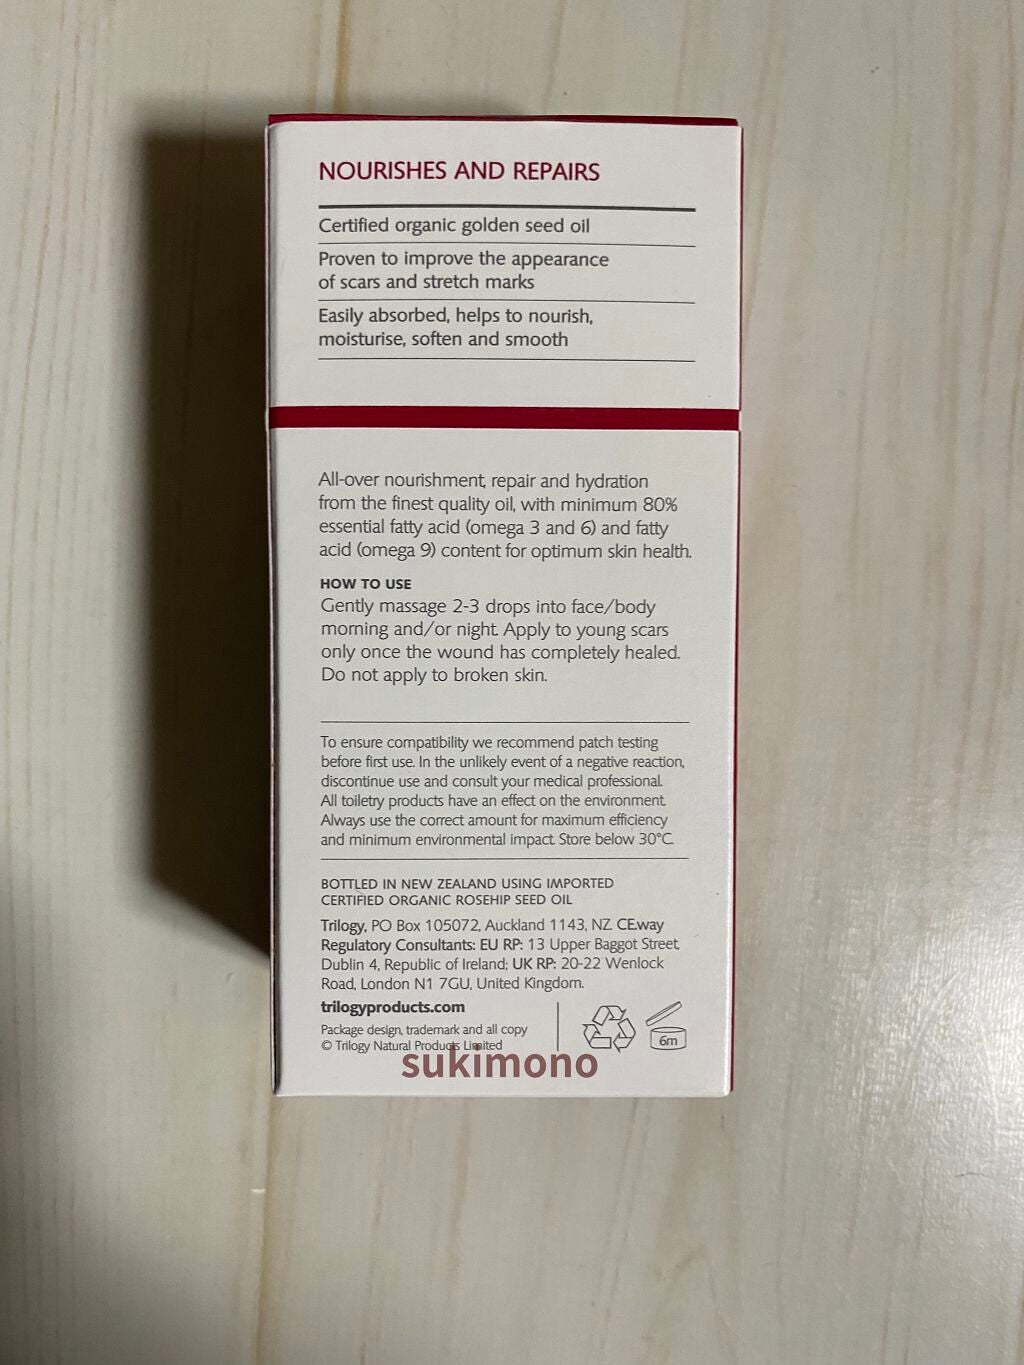 NOURISHES AND REPAIRS
Certified organic golden seed oil
Proven to improve the appearance
of scars and stretch marks
Easily absorbed, helps to nourish,
moisturise, soften and smooth
All-over nourishment, repair and hydration
from the finest quality oil, with minimum 80%
essential fatty acid (omega 3 and 6) and fatty
acid (omega 9) content for optimum skin health.
HOW TO USE
Gently massage 2-3 drops into face/body
morning and/or night. Apply to young scars
only once the wound has completely healed.
Do not apply to broken skin.
To ensure compatibility we recommend patch testing
before first use. In the unlikely event of a negative reaction,
discontinue use and consult your medical professional.
All toiletry products have an effect on the environment.
Always use the correct amount for maximum efficiency
and minimum environmental impact. Store below 30°C.
BOTTLED IN NEW ZEALAND USING IMPORTED
CERTIFIED ORGANIC ROSEHIP SEED OIL
Trilogy, PO Box 105072, Auckland 1143, NZ. CEway
Regulatory Consultants: EU RP: 13 Upper Baggot Street,
Dublin 4, Republic of Ireland; UK RP: 20-22 Wenlock
Road, London N1 7GU, United Kingdom.
trilogyproducts.com
Package design, trademark and all copy
© Trilogy Natural Products Limited
6m
sukimono